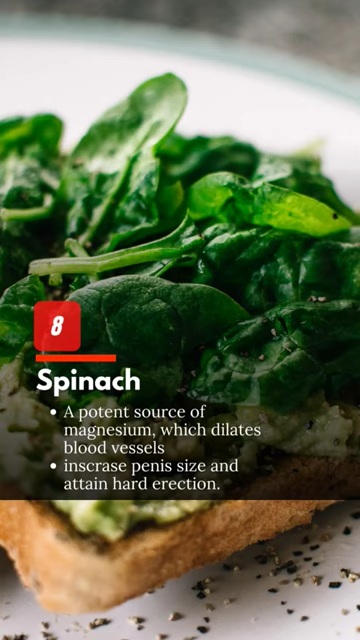 8
Spinach
• A potent source of
magnesium, which dilates
blood vessels
• inscrase penis size and
attain hard erection.